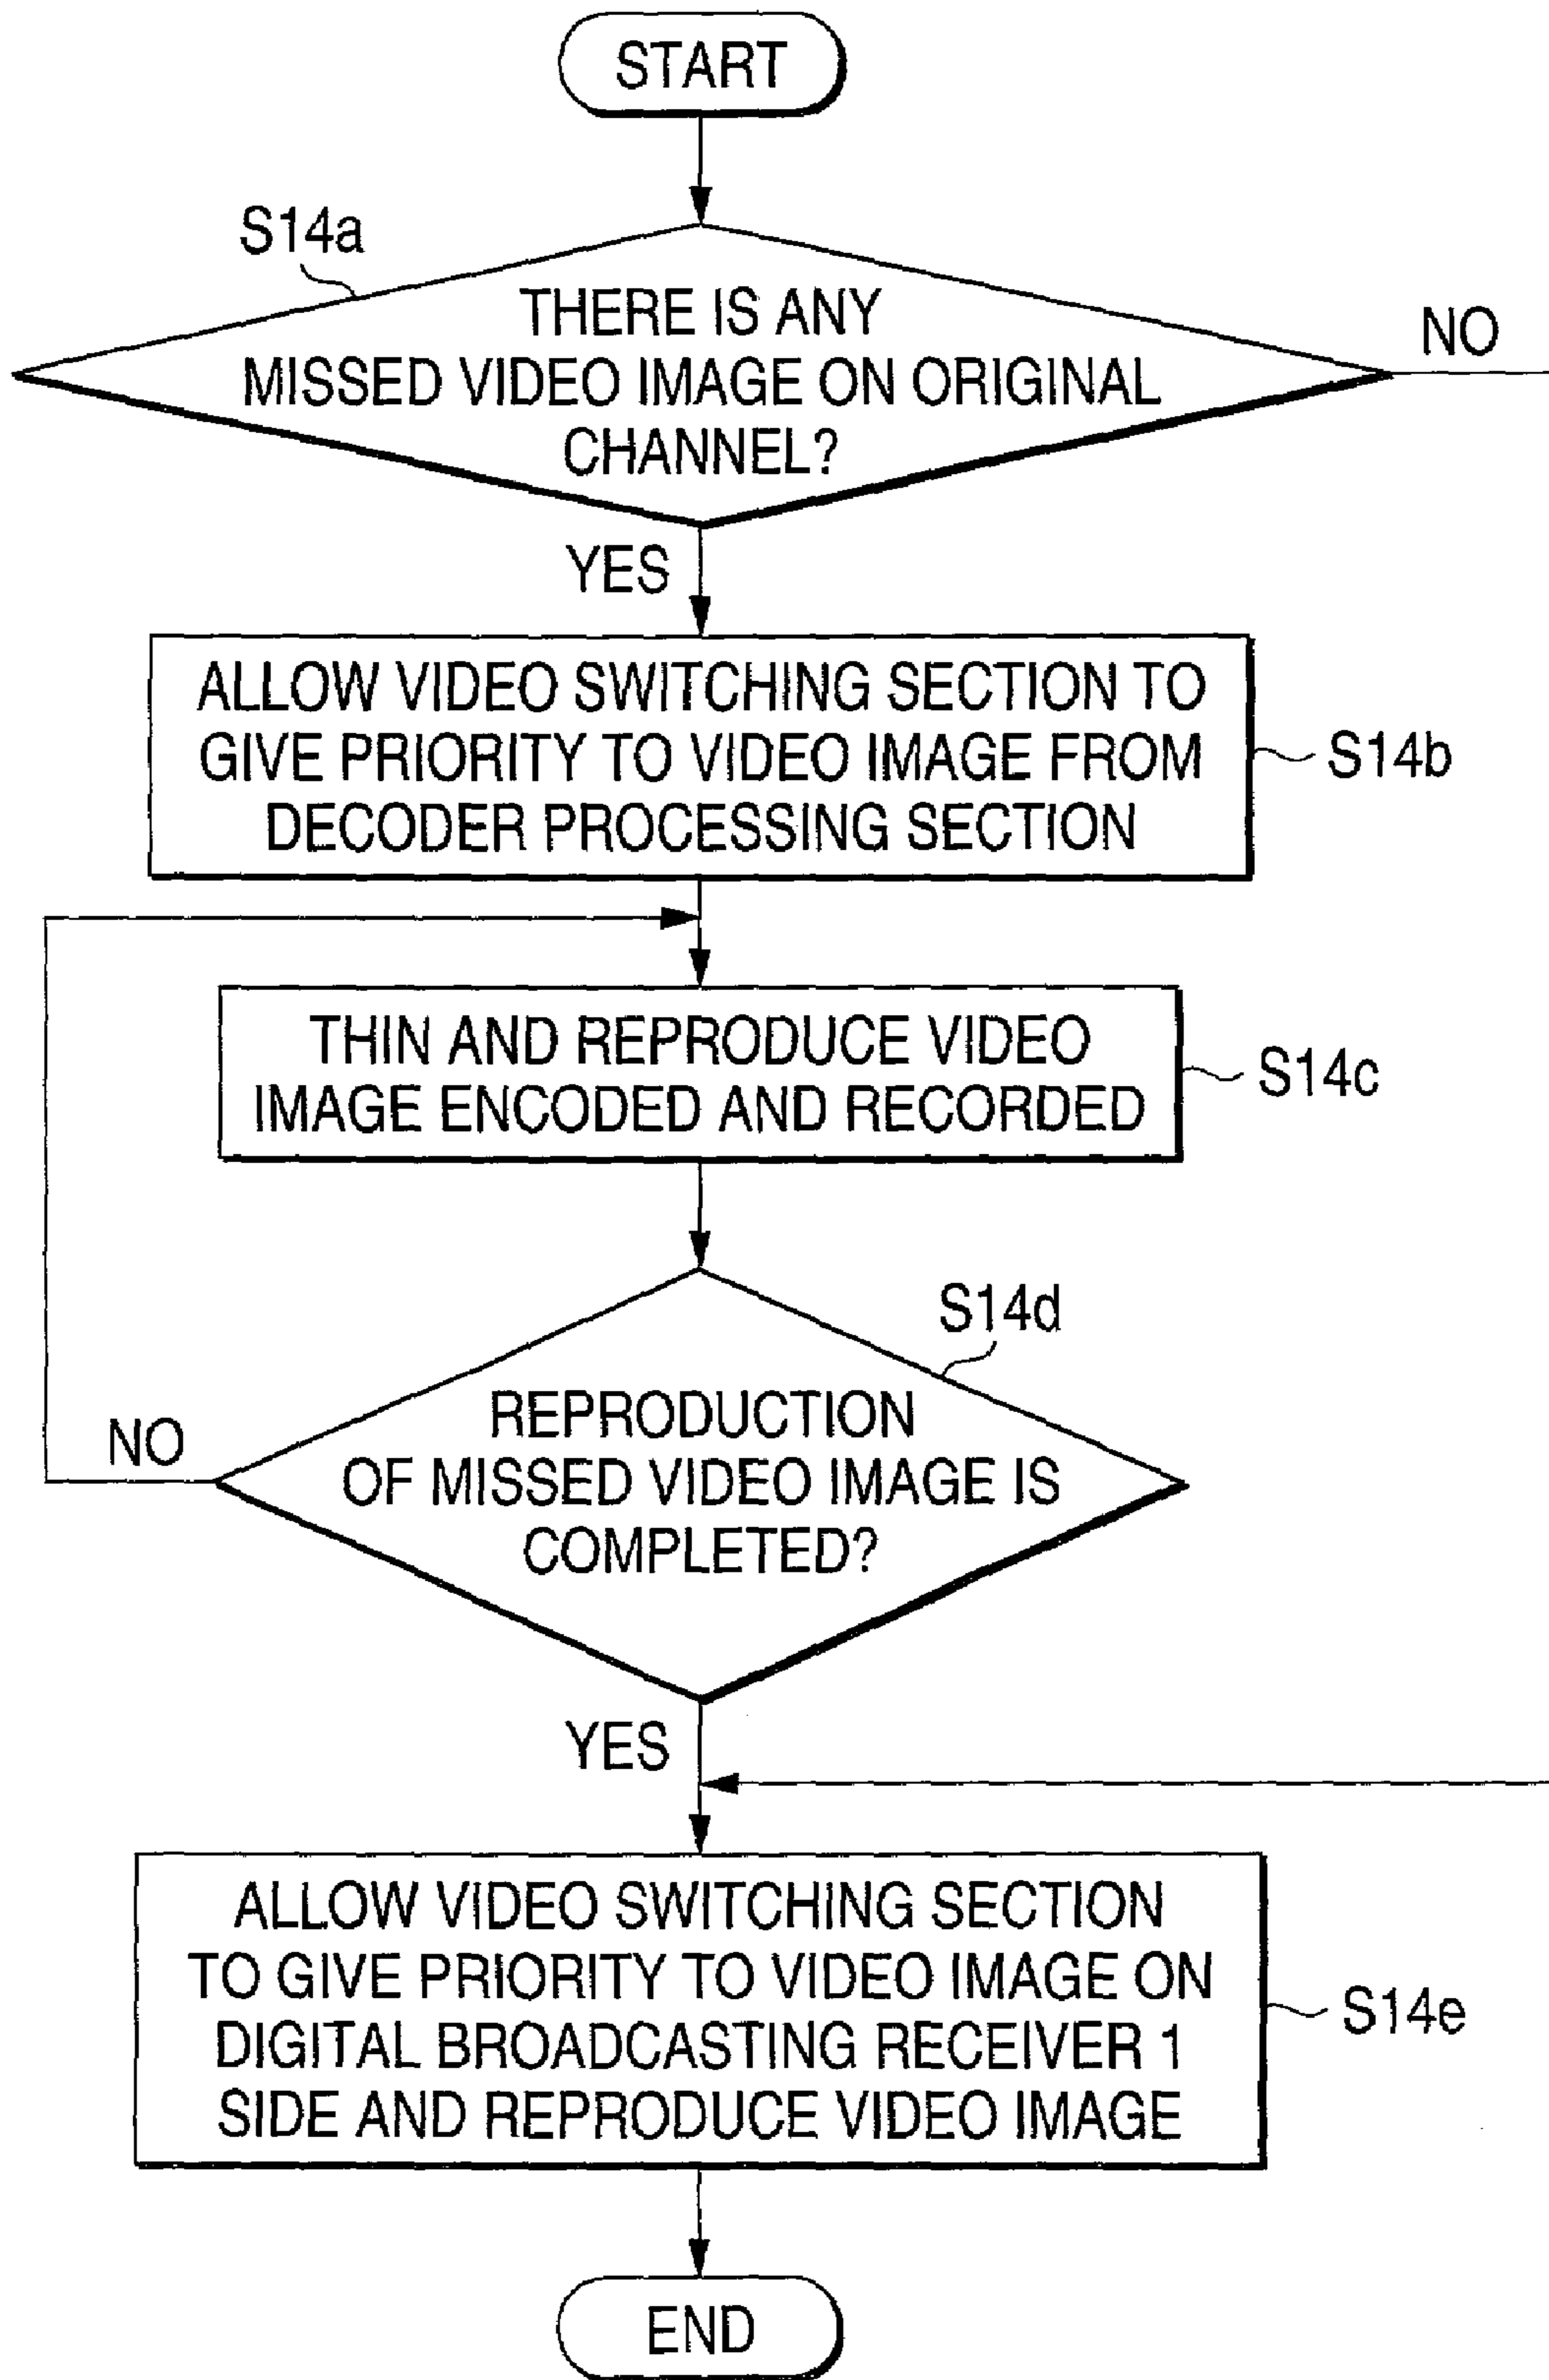 START
S14a
THERE IS ANY
MISSED VIDEO IMAGE ON ORIGINAL
CHANNEL?
NO
YES
ALLOW VIDEO SWITCHING SECTION TO
GIVE PRIORITY TO VIDEO IMAGE FROM
DECODER PROCESSING SECTION
S14b
THIN AND REPRODUCE VIDEO
IMAGE ENCODED AND RECORDED
S14c
S14d
REPRODUCTION
OF MISSED VIDEO IMAGE IS
COMPLETED?
NO
YES
ALLOW VIDEO SWITCHING SECTION
TO GIVE PRIORITY TO VIDEO IMAGE ON
DIGITAL BROADCASTING RECEIVER 1
SIDE AND REPRODUCE VIDEO IMAGE
S14e
END